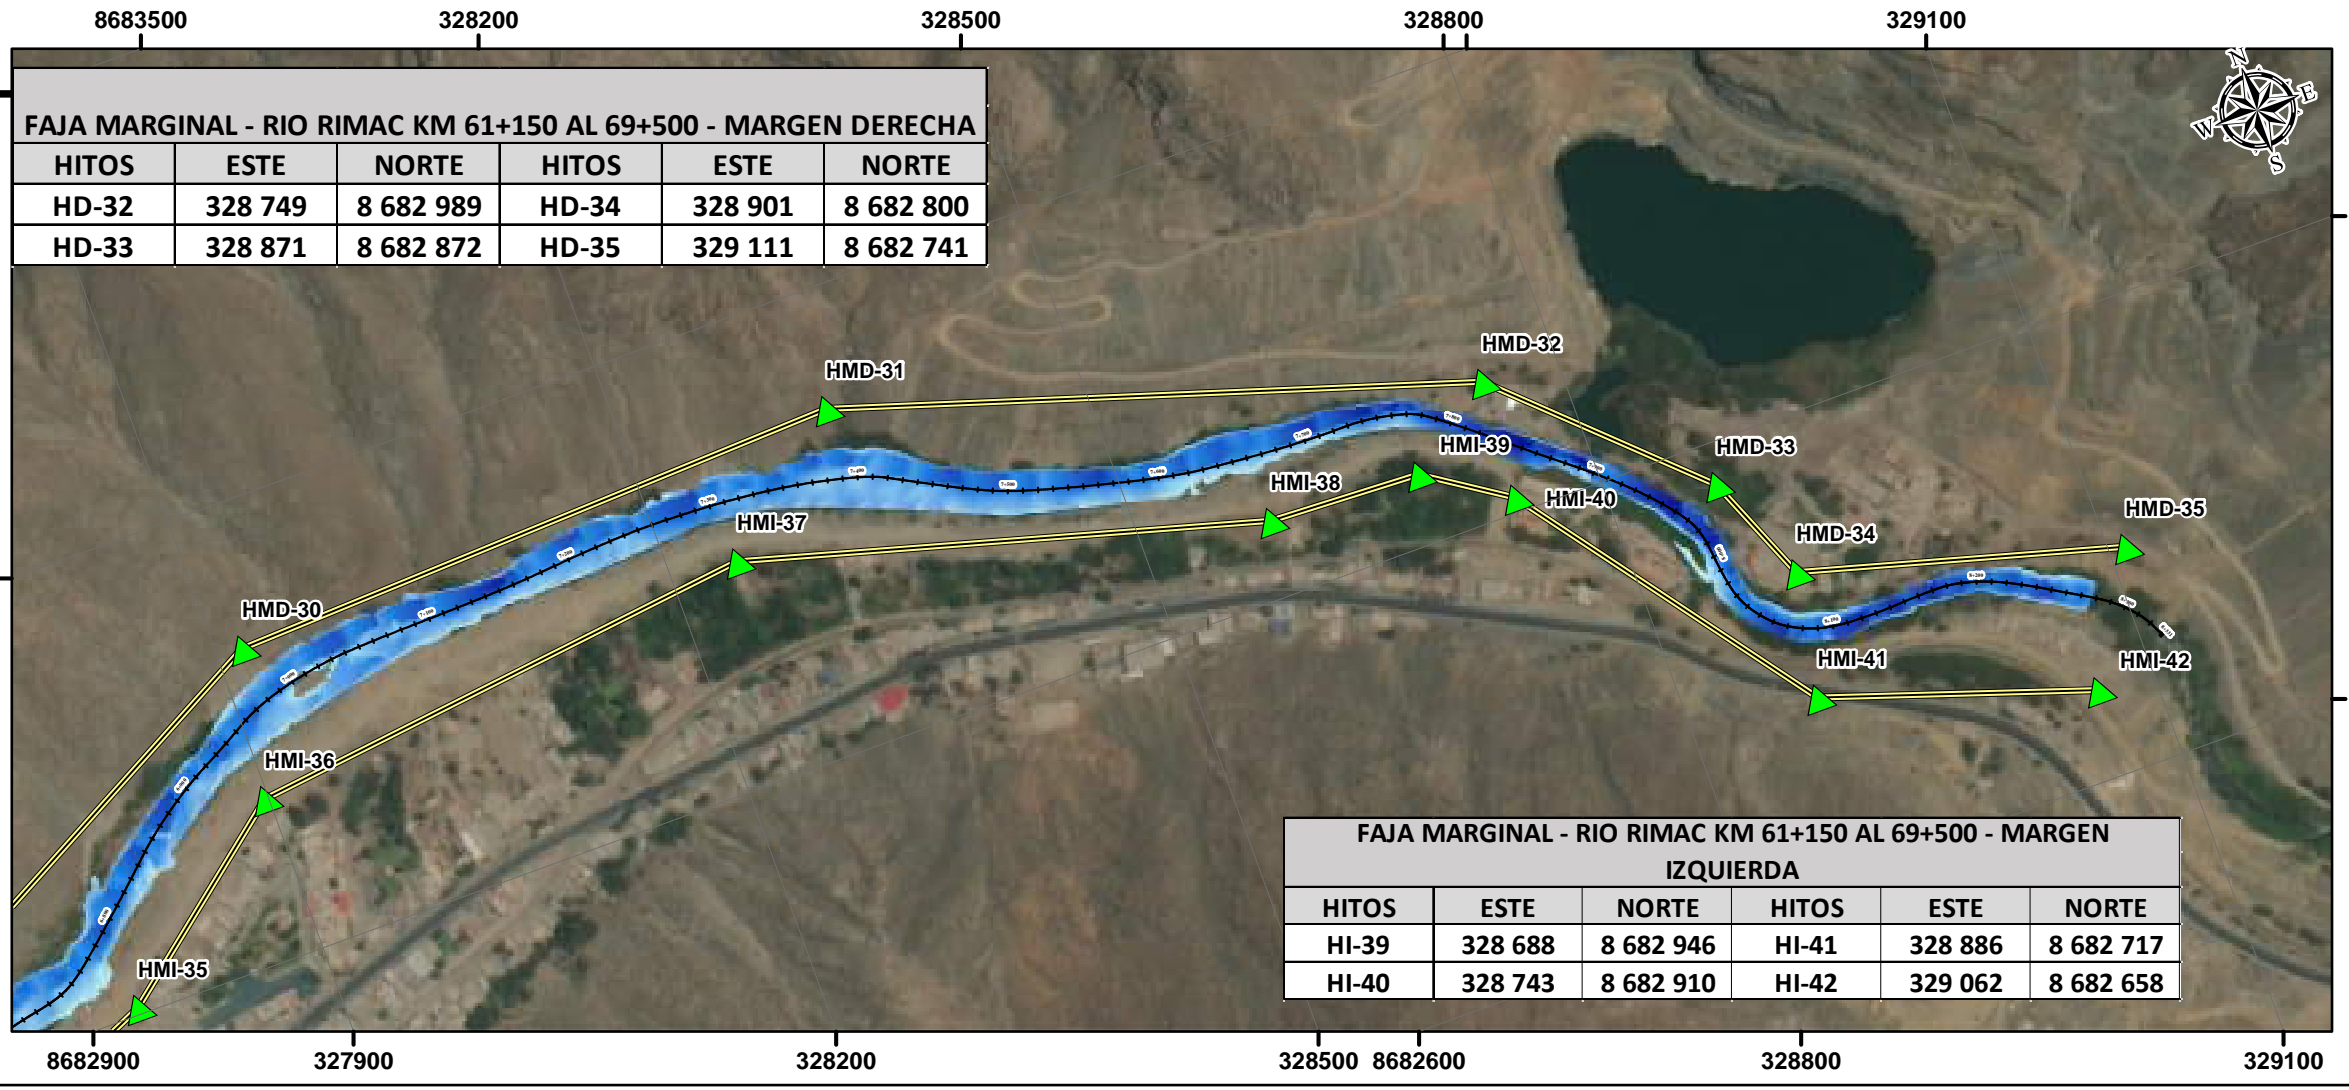 8683500 328200 328500 328800 329100
N
E
W
S
FAJA MARGINAL - RIO RIMAC KM 61+150 AL 69+500 - MARGEN DERECHA
HITOS ESTE NORTE HITOS ESTE NORTE
HD-32 328 749 8 682 989 HD-34 328 901 8 682 800
HD-33 328 871 8 682 872 HD-35 329 111 8 682 741
HMD-32
HMD-31
HMI-39
HMD-33
HMI-38
HMI-40
HMD-35
HMI-37
HMD-34
HMD-30
HMI-41
HMI-42
HMI-36
HMI-35
FAJA MARGINAL - RIO RIMAC KM 61+150 AL 69+500 - MARGEN
IZQUIERDA
HITOS ESTE NORTE HITOS ESTE NORTE
HI-39 328 688 8 682 946 HI-41 328 886 8 682 717
HI-40 328 743 8 682 910 HI-42 329 062 8 682 658
8682900 327900 328200 328500 8682600 328800 329100